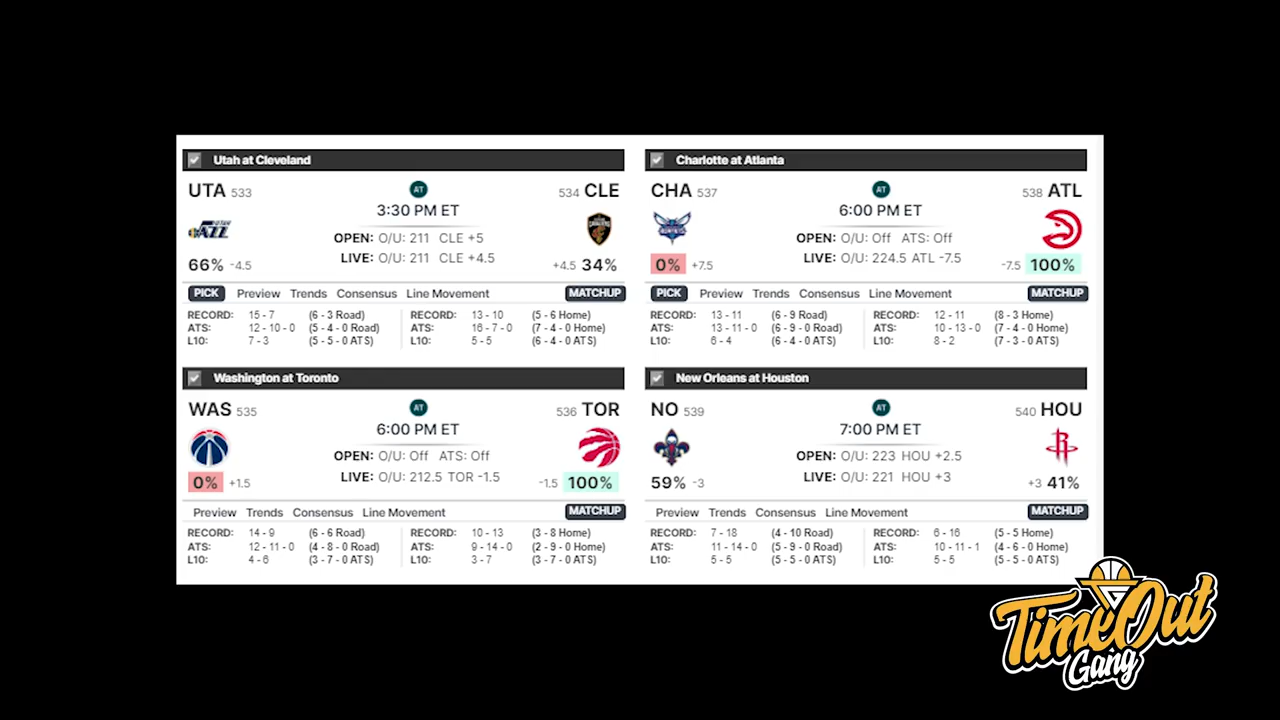 Utah at Cleveland
UTA 533
AT
534 CLE
3:30 PM ET
JAZZ
OPEN: O/U: 211 CLE +5
LIVE: O/U: 211 CLE +4.5
66% -4.5
+4.5 34%
PICK Preview Trends Consensus Line Movement MATCHUP
RECORD: 15 - 7 (6 - 3 Road) RECORD: 13 - 10 (5 - 6 Home)
ATS: 12 - 10 - 0 (5 - 4 - 0 Road) ATS: 16 - 7 - 0 (7 - 4 - 0 Home)
L10: 7 - 3 (5 - 5 - 0 ATS) L10: 5 - 5 (6 - 4 - 0 ATS)
Charlotte at Atlanta
CHA 537
AT
538 ATL
6:00 PM ET
OPEN: O/U: Off ATS: Off
LIVE: O/U: 224.5 ATL -7.5
0% +7.5
-7.5 100%
PICK Preview Trends Consensus Line Movement MATCHUP
RECORD: 13 - 11 (6 - 9 Road) RECORD: 12 - 11 (8 - 3 Home)
ATS: 13 - 11 - 0 (6 - 9 - 0 Road) ATS: 10 - 13 - 0 (7 - 4 - 0 Home)
L10: 6 - 4 (6 - 4 - 0 ATS) L10: 8 - 2 (7 - 3 - 0 ATS)
Washington at Toronto
WAS 535
AT
536 TOR
6:00 PM ET
OPEN: O/U: Off ATS: Off
LIVE: O/U: 212.5 TOR -1.5
0% +1.5
-1.5 100%
Preview Trends Consensus Line Movement MATCHUP
RECORD: 14 - 9 (6 - 6 Road) RECORD: 10 - 13 (3 - 8 Home)
ATS: 12 - 11 - 0 (4 - 8 - 0 Road) ATS: 9 - 14 - 0 (2 - 9 - 0 Home)
L10: 4 - 6 (3 - 7 - 0 ATS) L10: 3 - 7 (3 - 7 - 0 ATS)
New Orleans at Houston
NO 539
AT
540 HOU
7:00 PM ET
OPEN: O/U: 223 HOU +2.5
LIVE: O/U: 221 HOU +3
59% -3
+3 41%
Preview Trends Consensus Line Movement MATCHUP
RECORD: 7 - 18 (4 - 10 Road) RECORD: 6 - 16 (5 - 5 Home)
ATS: 11 - 14 - 0 (5 - 9 - 0 Road) ATS: 10 - 11 - 1 (4 - 6 - 0 Home)
L10: 5 - 5 (5 - 5 - 0 ATS) L10: 5 - 5 (5 - 5 - 0 ATS)
TimeOut
Gang